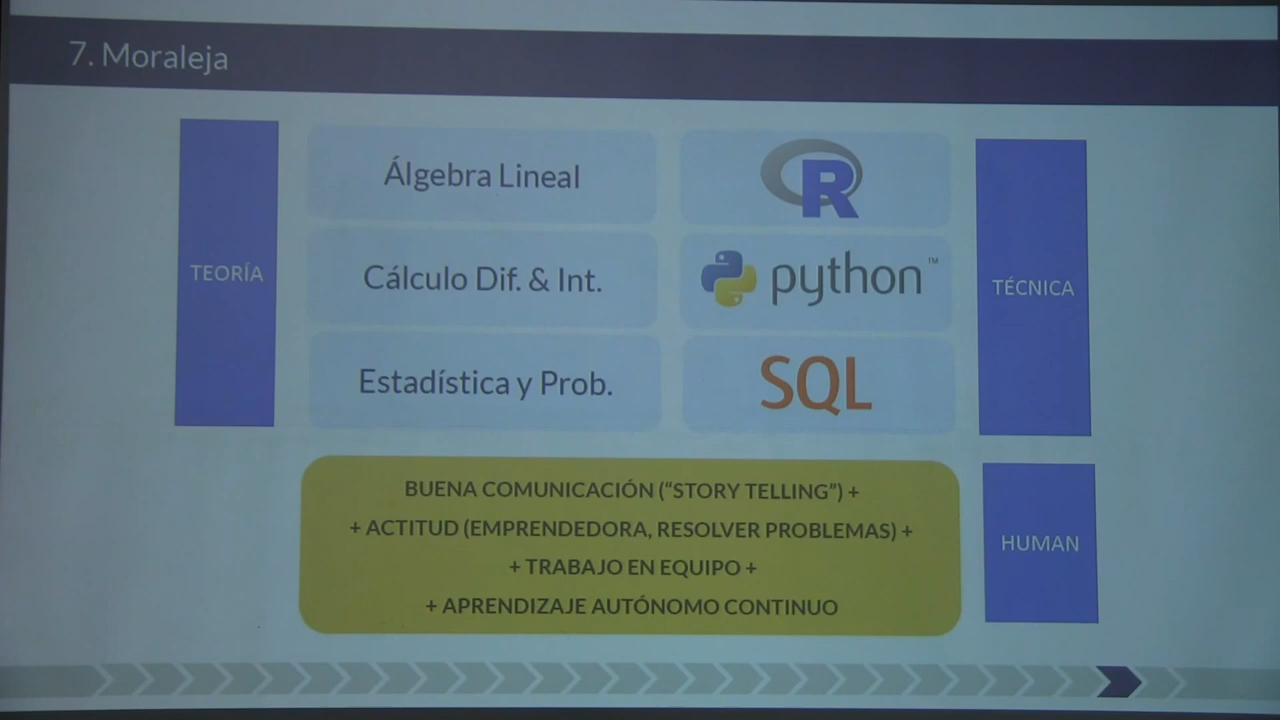 7. Moraleja
TEORÍA
Álgebra Lineal
Cálculo Dif. & Int.
Estadística y Prob.
R
python™
SQL
TÉCNICA
BUENA COMUNICACIÓN ("STORY TELLING") +
+ ACTITUD (EMPRENDEDORA, RESOLVER PROBLEMAS) +
+ TRABAJO EN EQUIPO +
+ APRENDIZAJE AUTÓNOMO CONTINUO
HUMAN